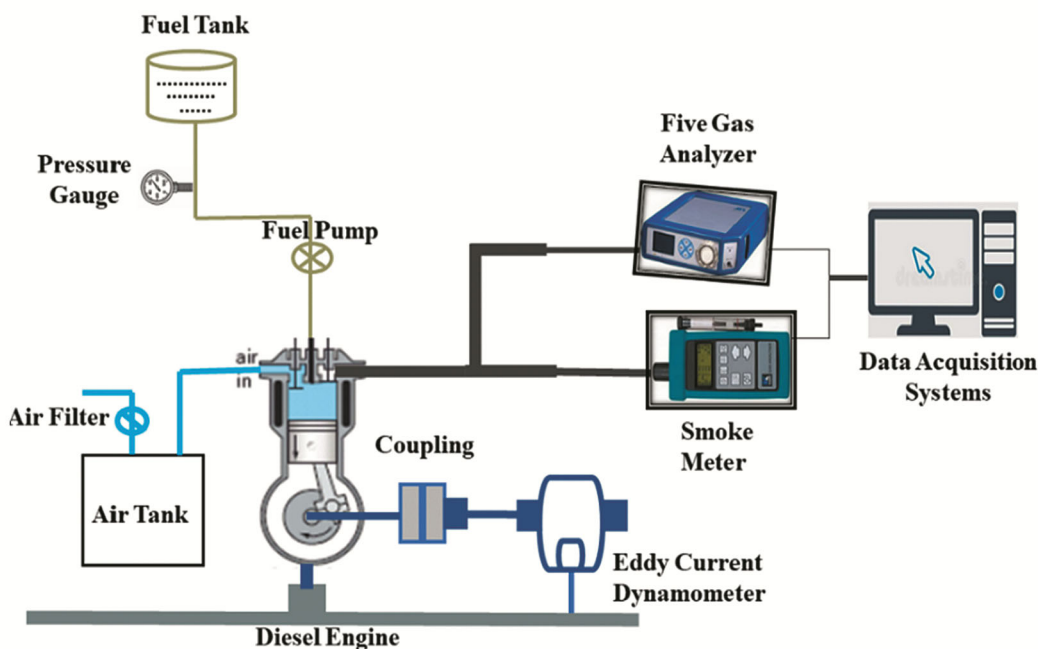 Fuel Tank
Pressure
Gauge
Fuel Pump
Five Gas
Analyzer
air
in
Air Filter
Air Tank
Coupling
Smoke
Meter
Data Acquisition
Systems
Eddy Current
Dynamometer
Diesel Engine